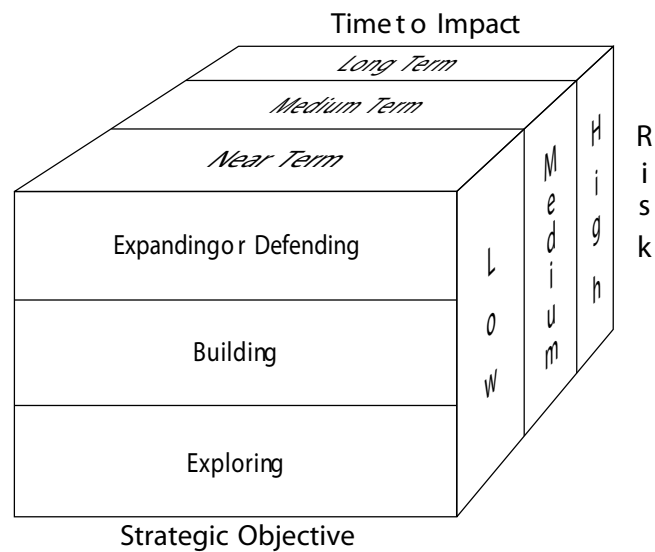 Time to Impact
Long Term
Medium Term
Near Term
Expanding or Defending
Building
Exploring
Strategic Objective
Low
Medium
High
Risk